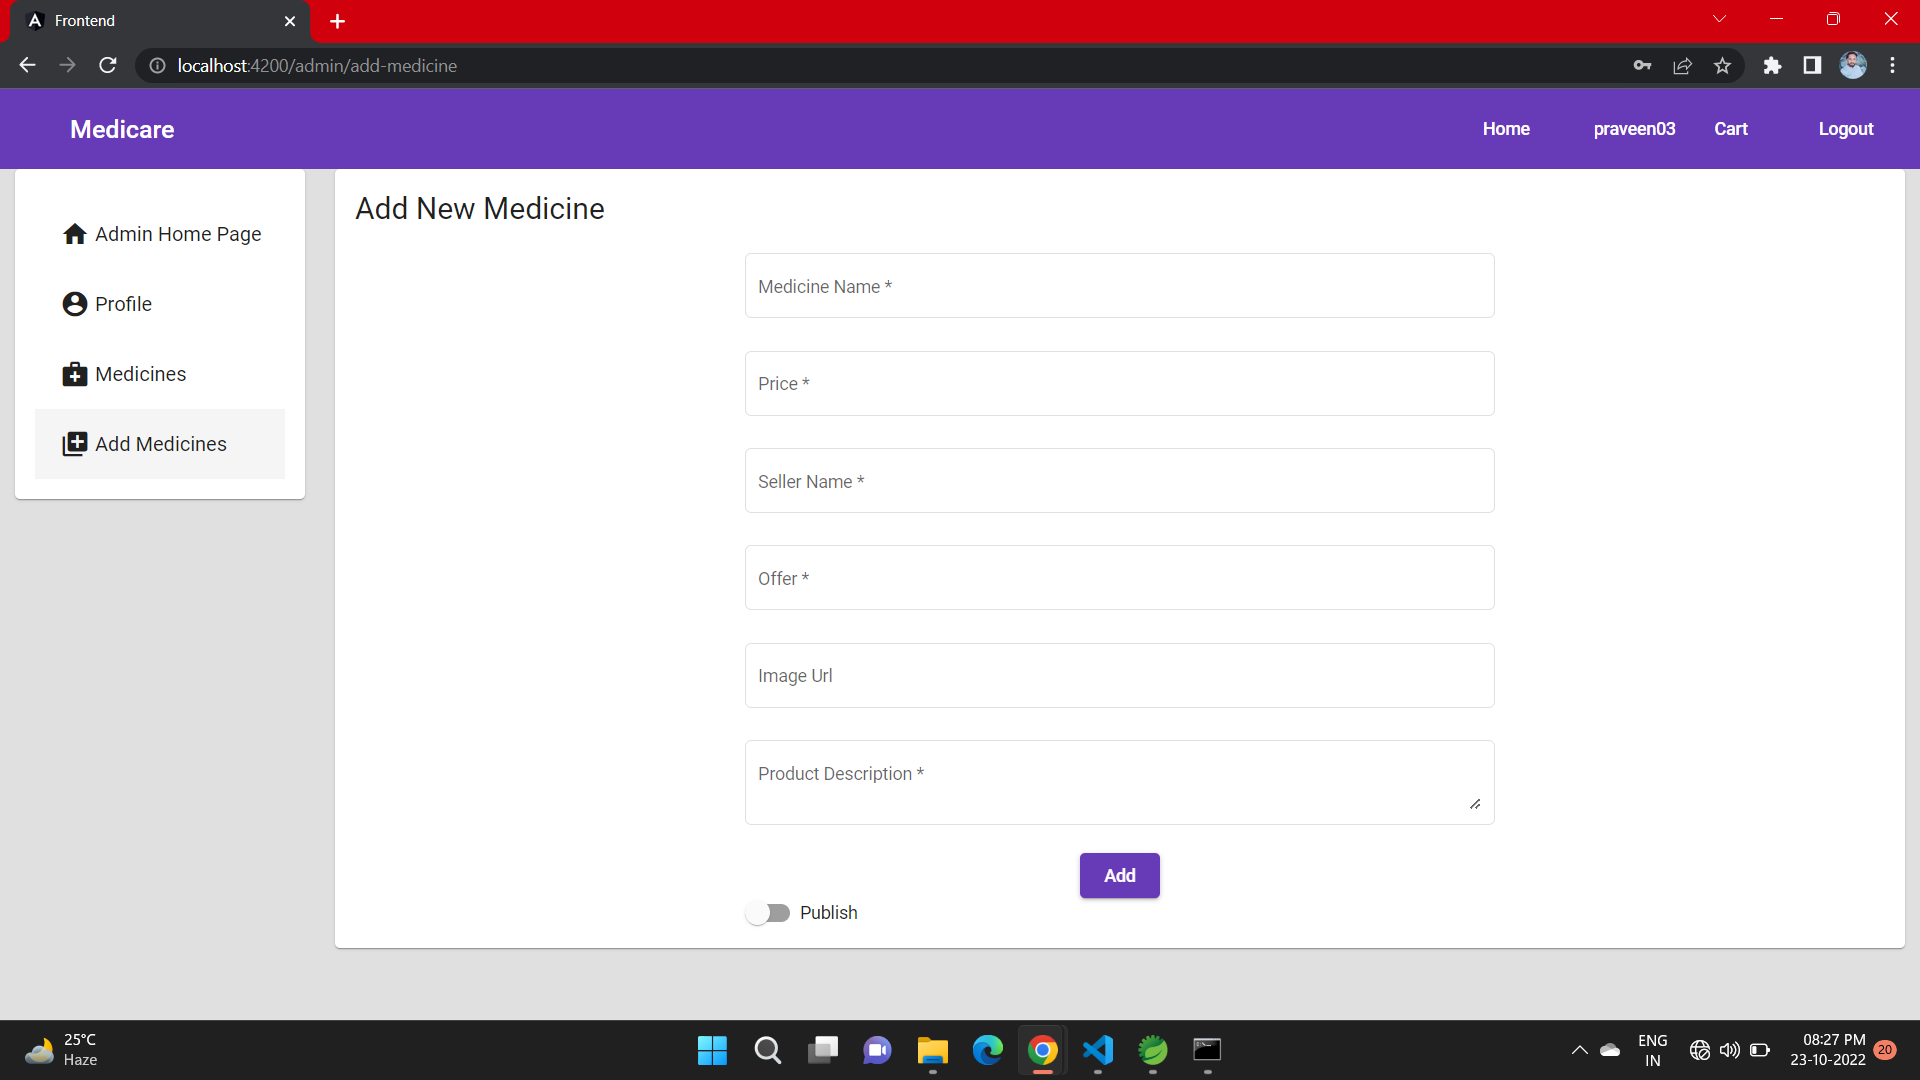 Frontend
localhost:4200/admin/add-medicine
Medicare
Home
praveen03
Cart
Logout
Admin Home Page
Profile
Medicines
Add Medicines
Add New Medicine
Medicine Name *
Price *
Seller Name *
Offer *
Image Url
Product Description *
Add
Publish
25°C
Haze
ENG
IN
08:27 PM
23-10-2022
20